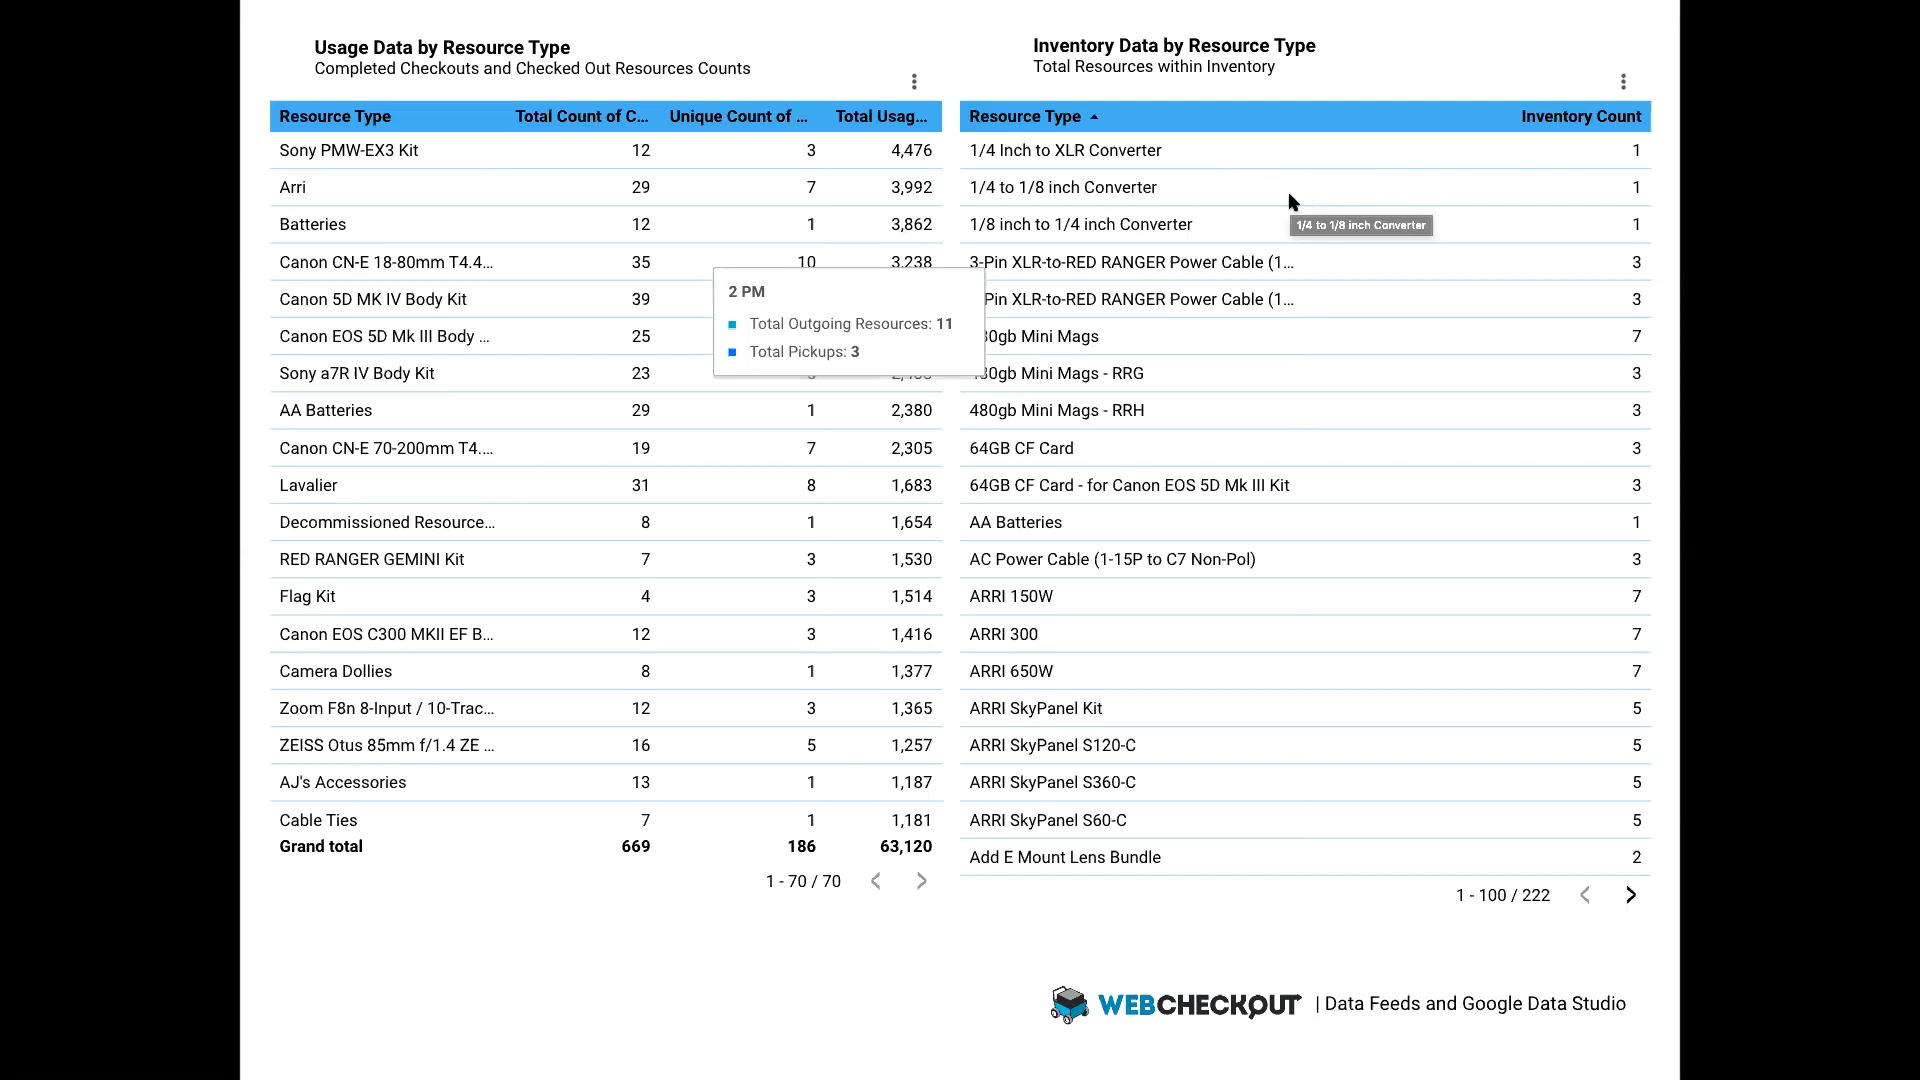 Usage Data by Resource Type
Completed Checkouts and Checked Out Resources Counts
Resource Type Total Count of C... Unique Count of ... Total Usag...
Sony PMW-EX3 Kit 12 3 4,476
Arri 29 7 3,992
Batteries 12 1 3,862
Canon CN-E 18-80mm T4.4... 35 10 3,238
Canon 5D MK IV Body Kit 39
Canon EOS 5D Mk III Body ... 25
Sony a7R IV Body Kit 23
AA Batteries 29 1 2,380
Canon CN-E 70-200mm T4.... 19 7 2,305
Lavalier 31 8 1,683
Decommissioned Resource... 8 1 1,654
RED RANGER GEMINI Kit 7 3 1,530
Flag Kit 4 3 1,514
Canon EOS C300 MKII EF B... 12 3 1,416
Camera Dollies 8 1 1,377
Zoom F8n 8-Input / 10-Trac... 12 3 1,365
ZEISS Otus 85mm f/1.4 ZE ... 16 5 1,257
AJ's Accessories 13 1 1,187
Cable Ties 7 1 1,181
Grand total 669 186 63,120
1 - 70 / 70
2 PM
Total Outgoing Resources: 11
Total Pickups: 3
Inventory Data by Resource Type
Total Resources within Inventory
Resource Type Inventory Count
1/4 Inch to XLR Converter 1
1/4 to 1/8 inch Converter 1
1/4 to 1/8 inch Converter
1/8 inch to 1/4 inch Converter 1
3-Pin XLR-to-RED RANGER Power Cable (1... 3
Pin XLR-to-RED RANGER Power Cable (1... 3
Mini Mags 7
Mini Mags - RRG 3
480gb Mini Mags - RRH 3
64GB CF Card 3
64GB CF Card - for Canon EOS 5D Mk III Kit 3
AA Batteries 1
AC Power Cable (1-15P to C7 Non-Pol) 3
ARRI 150W 7
ARRI 300 7
ARRI 650W 7
ARRI SkyPanel Kit 5
ARRI SkyPanel S120-C 5
ARRI SkyPanel S360-C 5
ARRI SkyPanel S60-C 5
Add E Mount Lens Bundle 2
1 - 100 / 222
WEBCHECKOUT | Data Feeds and Google Data Studio